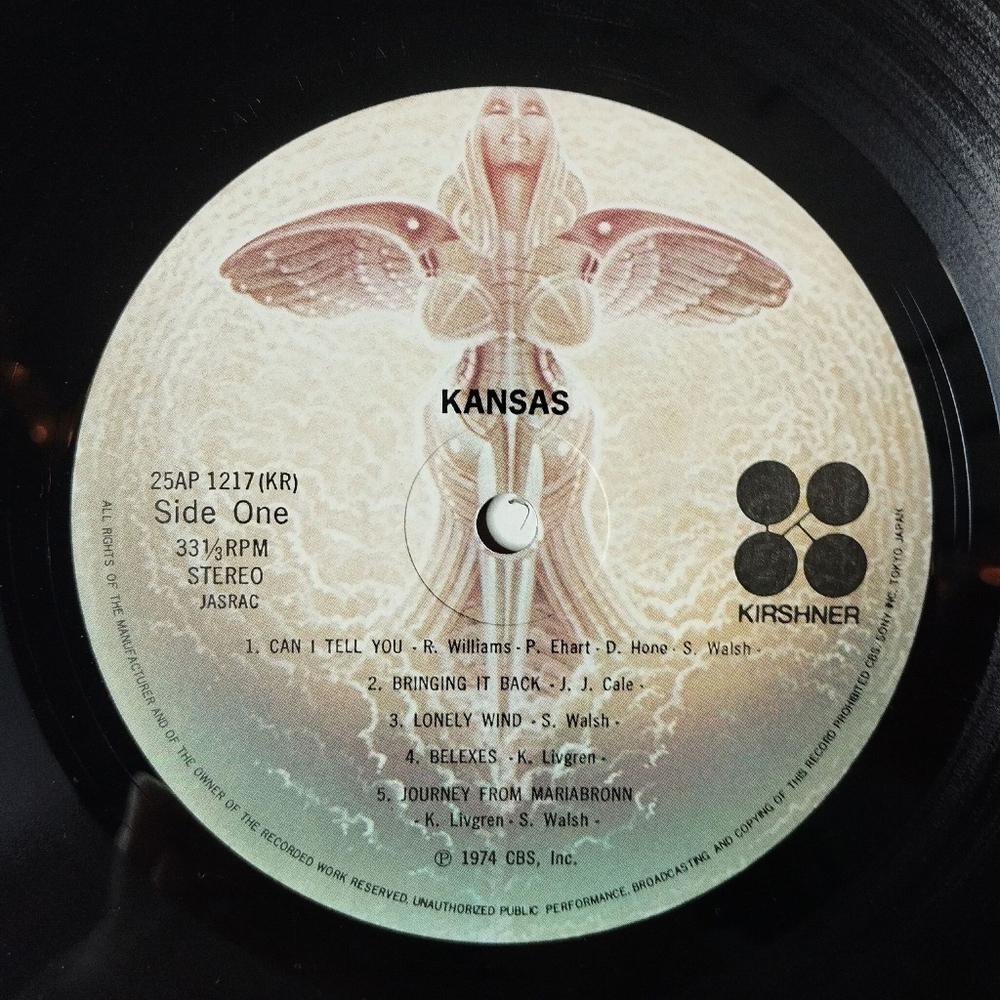 KANSAS
25AP 1217(KR)
Side One
33⅓RPM
STEREO
JASRAC
KIRSHNER
1. CAN I TELL YOU - R. Williams - P. Ehart - D. Hope - S. Walsh -
2. BRINGING IT BACK - J. J. Cale -
3. LONELY WIND - S. Walsh -
4. BELEXES - K. Livgren -
5. JOURNEY FROM MARIABRONN
- K. Livgren - S. Walsh -
℗ 1974 CBS, Inc.
ALL RIGHTS OF THE MANUFACTURER AND OF THE OWNER OF THE RECORDED WORK RESERVED, UNAUTHORIZED PUBLIC PERFORMANCE, BROADCASTING AND COPYING OF THIS RECORD PROHIBITED CBS/SONY INC. TOKYO JAPAN